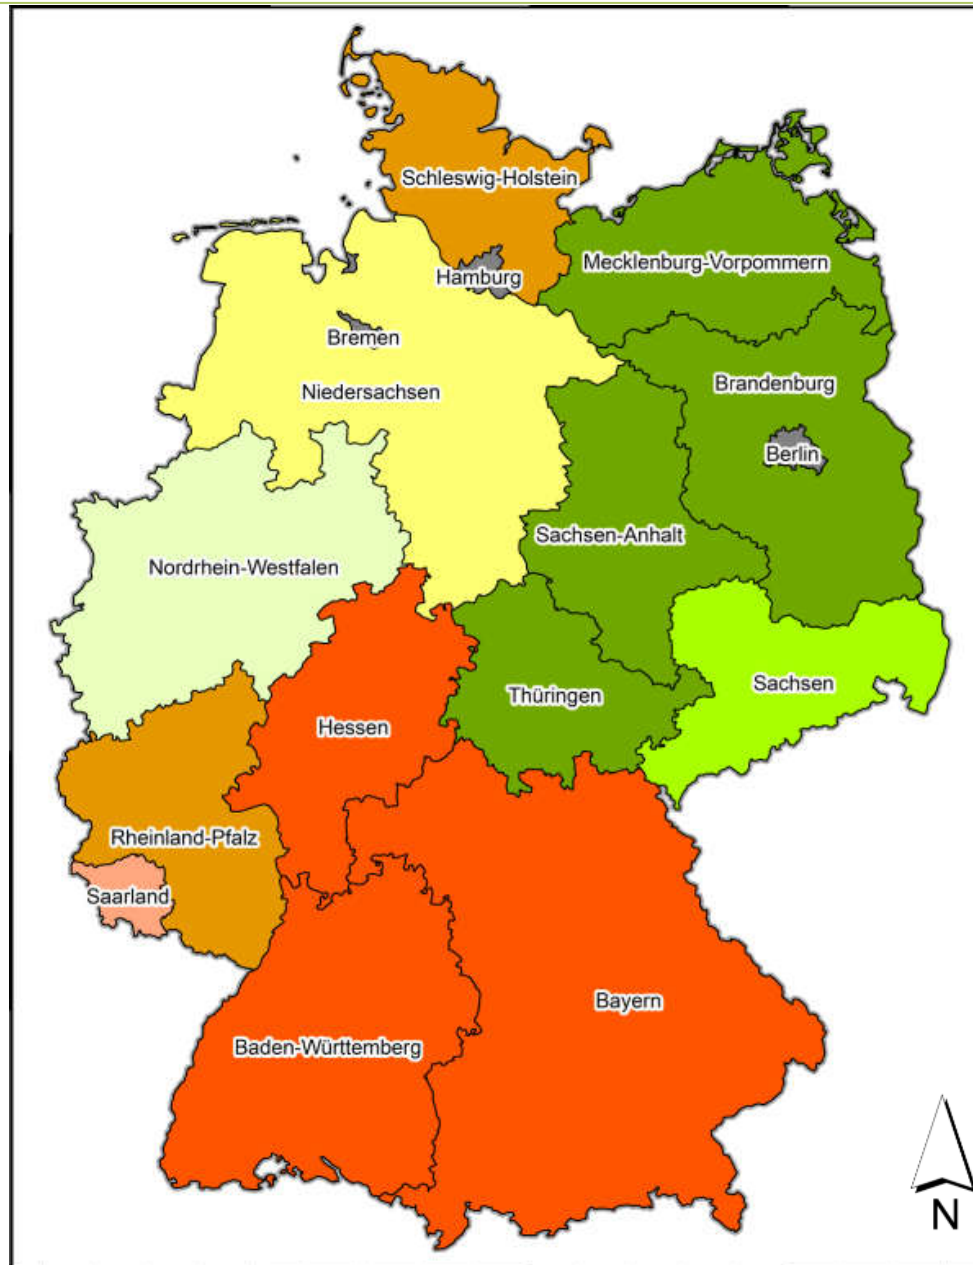 Schleswig-Holstein
Mecklenburg-Vorpommern
Hamburg
Bremen
Niedersachsen
Brandenburg
Berlin
Sachsen-Anhalt
Nordrhein-Westfalen
Sachsen
Thüringen
Hessen
Rheinland-Pfalz
Saarland
Bayern
Baden-Württemberg
N